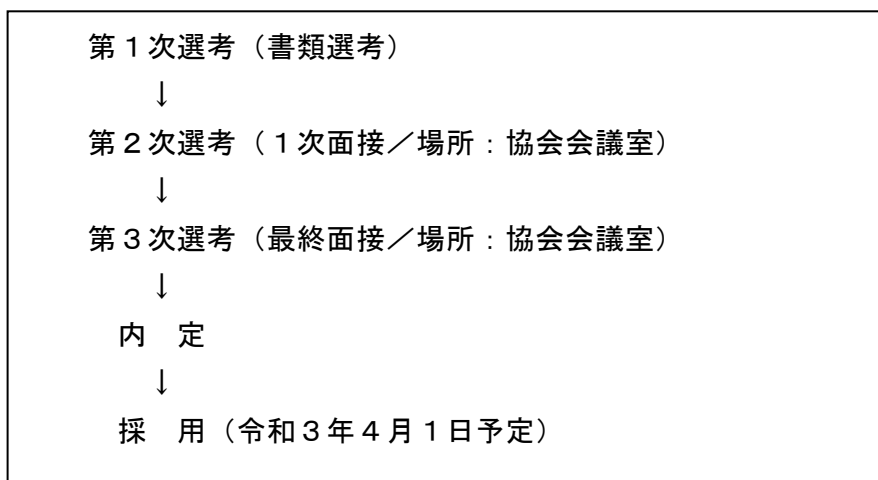 第１次選考（書類選考）
↓
第２次選考（１次面接／場所：協会会議室）
↓
第３次選考（最終面接／場所：協会会議室）
↓
内　定
↓
採　用（令和３年４月１日予定）